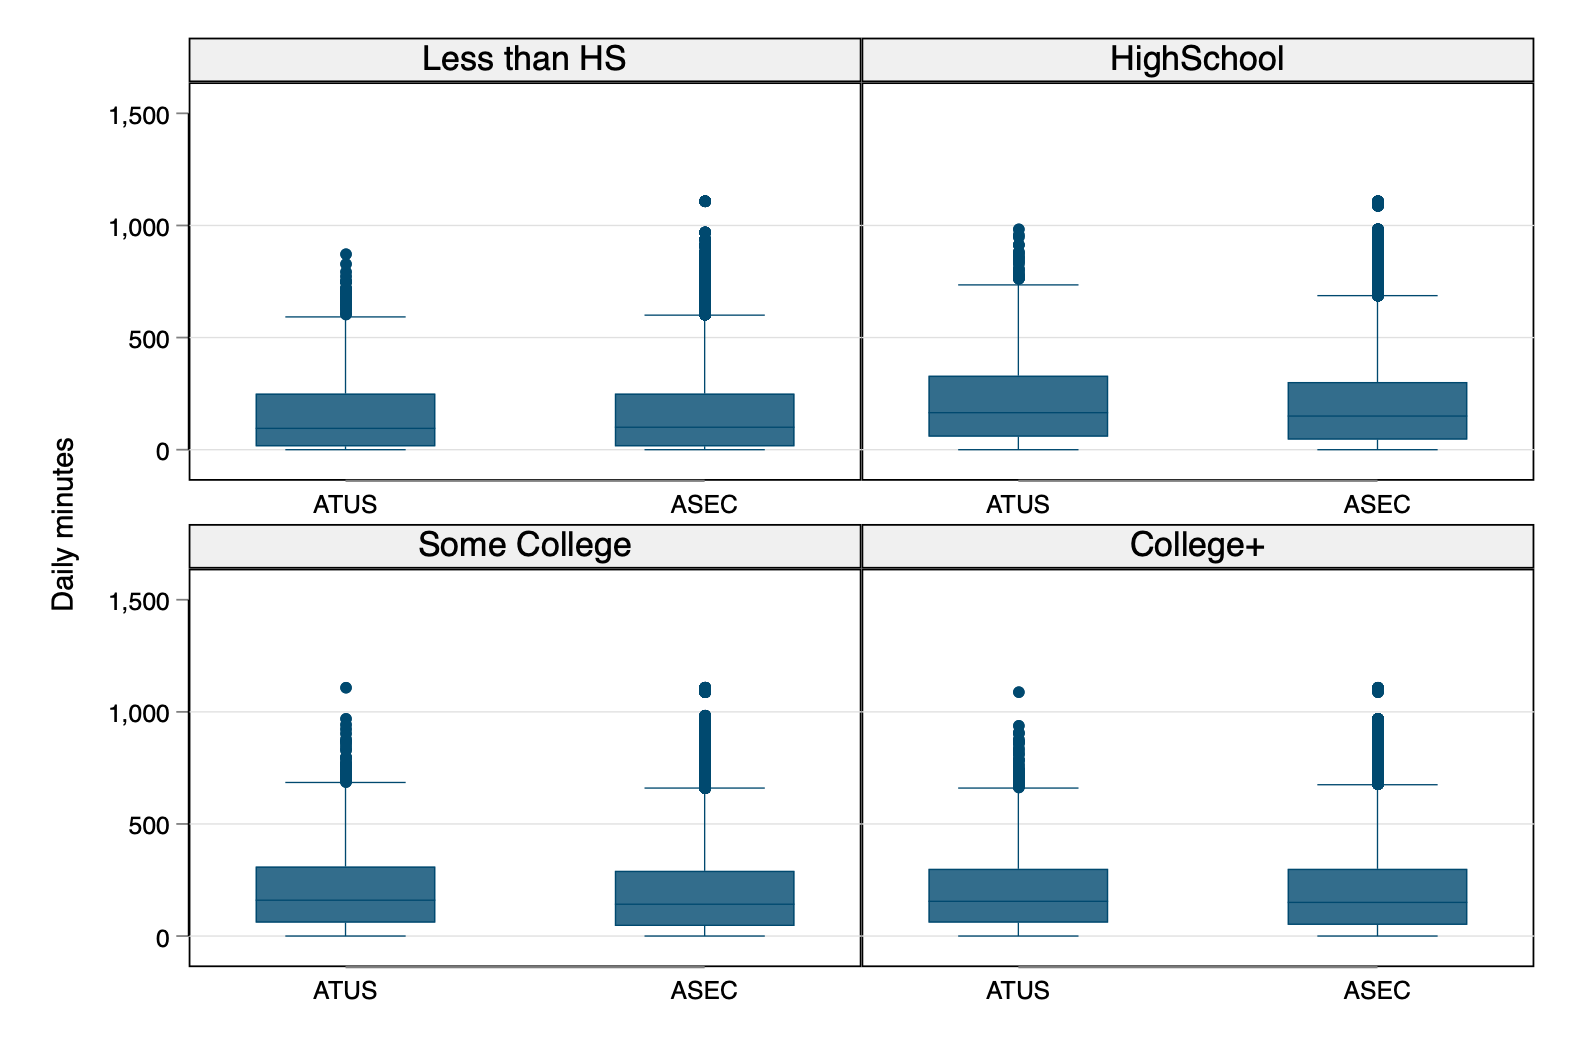 Less than HS
HighSchool
1,500
1,000
500
0
ATUS
ASEC
ATUS
ASEC
Daily minutes
Some College
College+
1,500
1,000
500
0
ATUS
ASEC
ATUS
ASEC